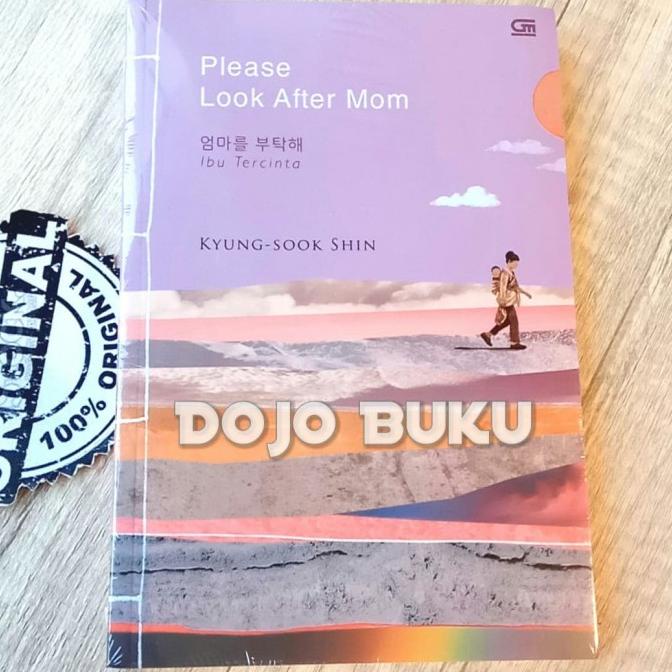 GM
Please
Look After Mom
엄마를 부탁해
Ibu Tercinta
KYUNG-SOOK SHIN
DOJO BUKU
ORIGINAL
100% ORIGINAL